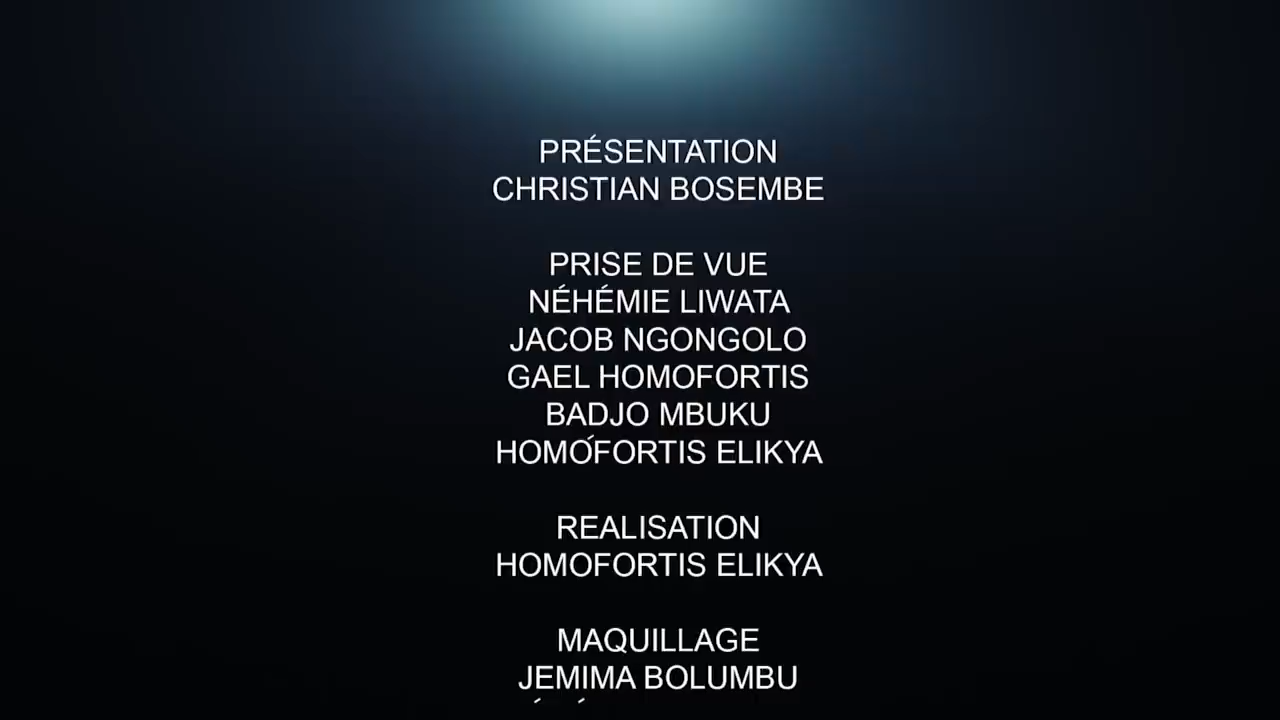 PRÉSENTATION
CHRISTIAN BOSEMBE
PRISE DE VUE
NÉHÉMIE LIWATA
JACOB NGONGOLO
GAEL HOMOFORTIS
BADJO MBUKU
HOMOFORTIS ELIKYA
REALISATION
HOMOFORTIS ELIKYA
MAQUILLAGE
JEMIMA BOLUMBU